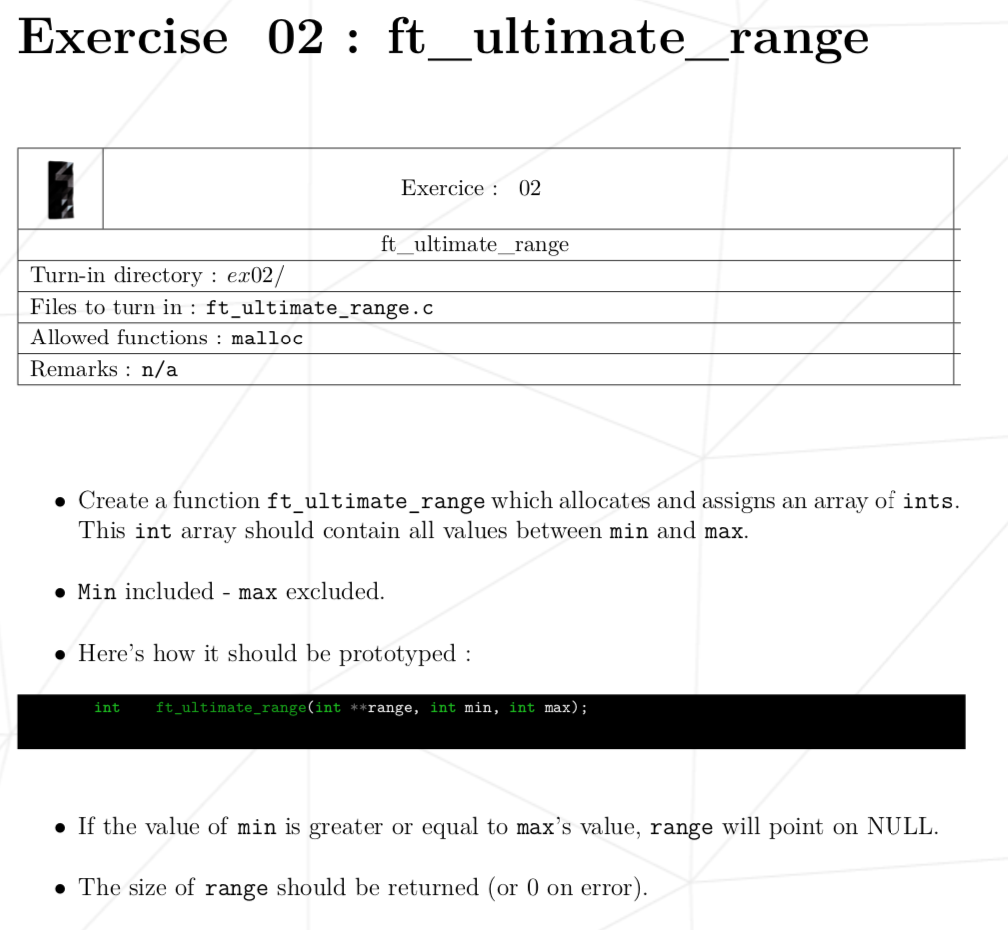 Exercise 02 : ft_ultimate_range
Exercice : 02
ft_ultimate_range
Turn-in directory : ex02/
Files to turn in : ft_ultimate_range.c
Allowed functions : malloc
Remarks : n/a
• Create a function ft_ultimate_range which allocates and assigns an array of ints.
This int array should contain all values between min and max.
• Min included - max excluded.
• Here's how it should be prototyped :
int ft_ultimate_range(int **range, int min, int max);
• If the value of min is greater or equal to max's value, range will point on NULL.
• The size of range should be returned (or 0 on error).